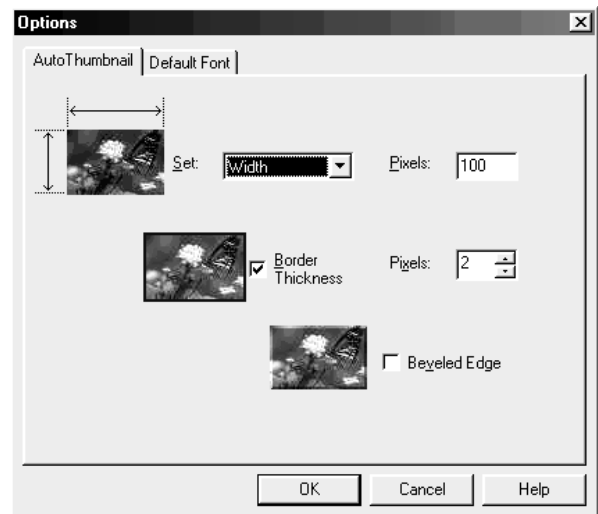 Options
AutoThumbnail Default Font
Set: Width Pixels: 100
Border
Thickness
Pixels: 2
Beveled Edge
OK Cancel Help